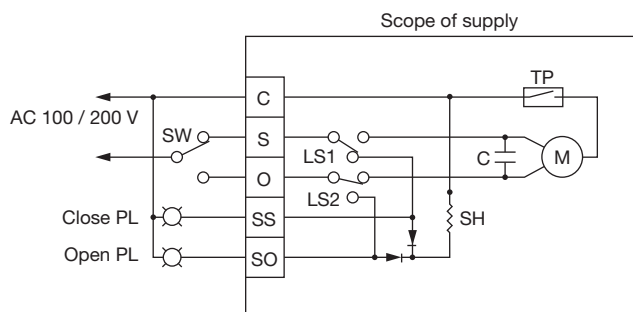 Scope of supply
C
TP
AC 100 / 200 V
SW
S
LS1
C
M
O
LS2
Close PL
SS
SH
Open PL
SO